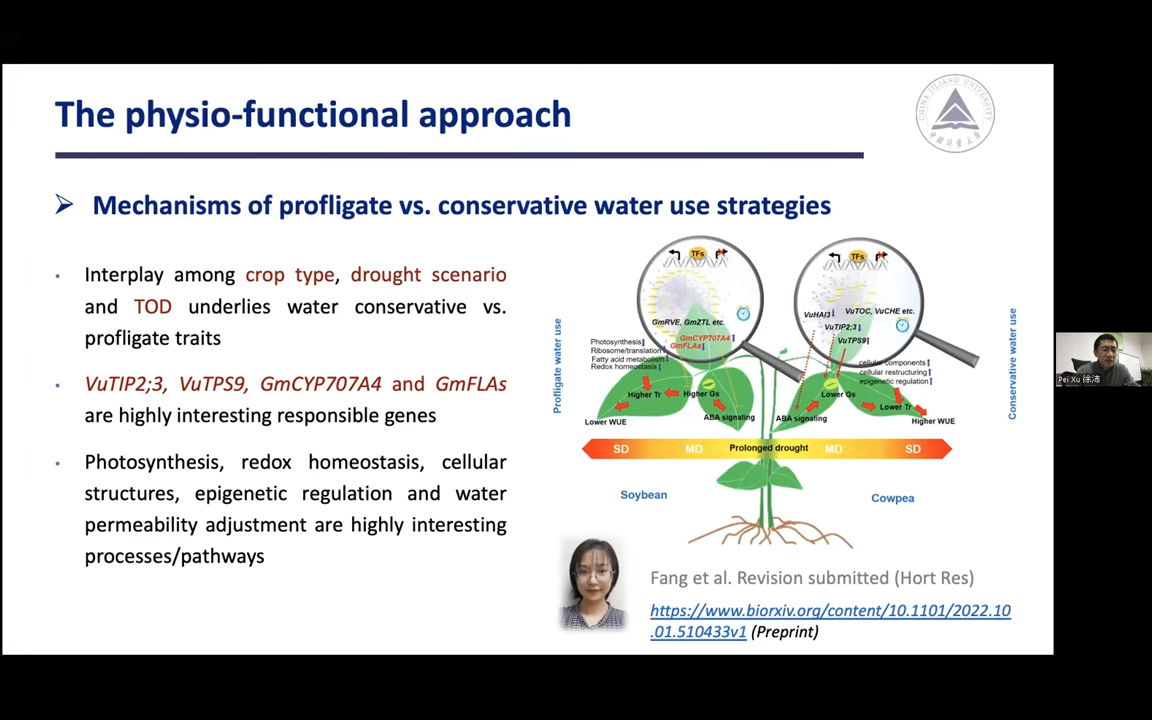 The physio-functional approach
CHINA JILIANG UNIVERSITY
Mechanisms of profligate vs. conservative water use strategies
Interplay among crop type, drought scenario
and TOD underlies water conservative vs.
profligate traits
VuTIP2;3, VuTPS9, GmCYP707A4 and GmFLAs
are highly interesting responsible genes
Photosynthesis, redox homeostasis, cellular
structures, epigenetic regulation and water
permeability adjustment are highly interesting
processes/pathways
Profligate water use
TFs
GmRVE, GmZTL etc.
GmCYP707A4
GmFLAs
Photosynthesis
Ribosome/translation
Fatty acid metabolism
Redox homeostasis
Higher Tr
Higher Gs
Lower WUE
ABA signaling
TFs
VuHAI3
VuTOC, VuCHE etc.
VuTIP2;3
VuTPS9
cellular components
cellular restructuring
epigenetic regulation
Lower Gs
Lower Tr
ABA signaling
Higher WUE
Conservative water use
SD MD Prolonged drought MD SD
Soybean
Cowpea
Fang et al. Revision submitted (Hort Res)
https://www.biorxiv.org/content/10.1101/2022.10
.01.510433v1 (Preprint)
Pei Xu 徐沛